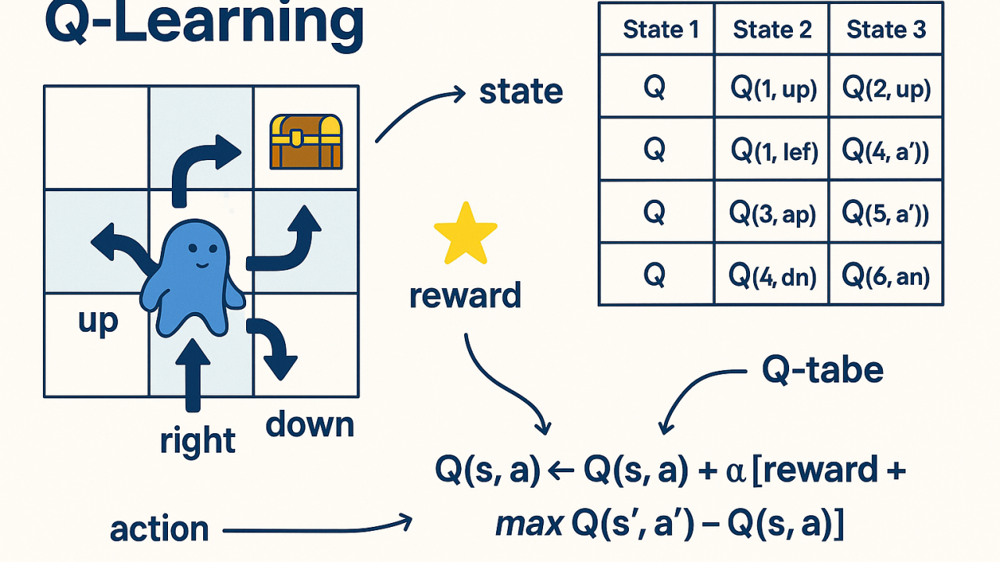 Q-Learning
state
up
right
down
reward
State 1 State 2 State 3
Q Q(1, up) Q(2, up)
Q Q(1, lef) Q(4, a′))
Q Q(3, ap) Q(5, a′))
Q Q(4, dn) Q(6, an)
Q-tabe
action
Q(s, a) ← Q(s, a) + α [reward +
max Q(s′, a′) – Q(s, a)]